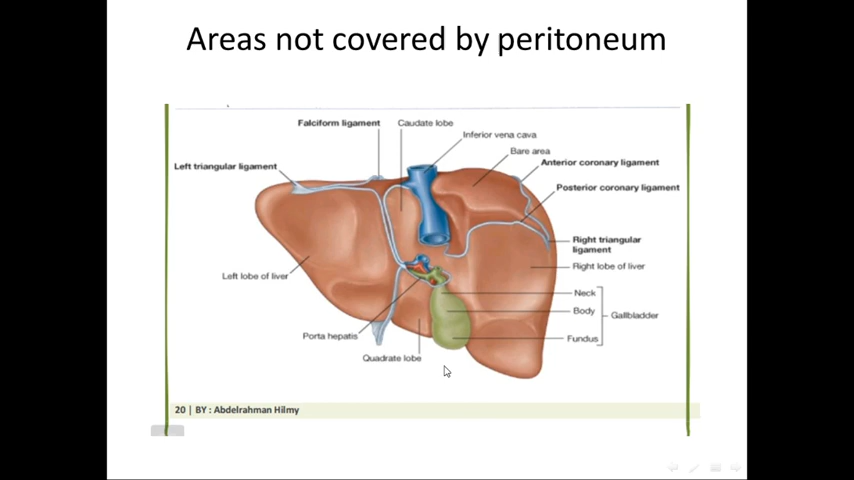 Areas not covered by peritoneum
Falciform ligament
Caudate lobe
Inferior vena cava
Bare area
Left triangular ligament
Anterior coronary ligament
Posterior coronary ligament
Right triangular
ligament
Right lobe of liver
Left lobe of liver
Neck
Body
Gallbladder
Fundus
Porta hepatis
Quadrate lobe
20 | BY : Abdelrahman Hilmy